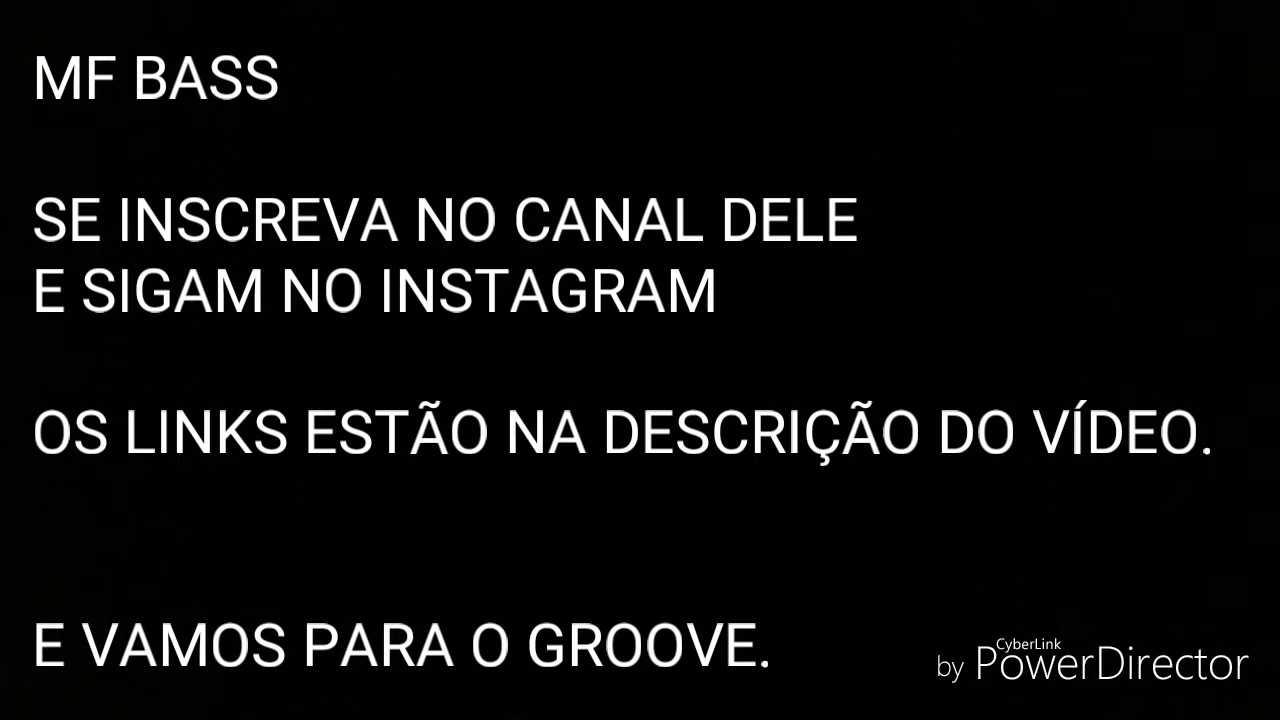 MF BASS
SE INSCREVA NO CANAL DELE
E SIGAM NO INSTAGRAM
OS LINKS ESTÃO NA DESCRIÇÃO DO VÍDEO.
E VAMOS PARA O GROOVE.
CyberLink
by PowerDirector